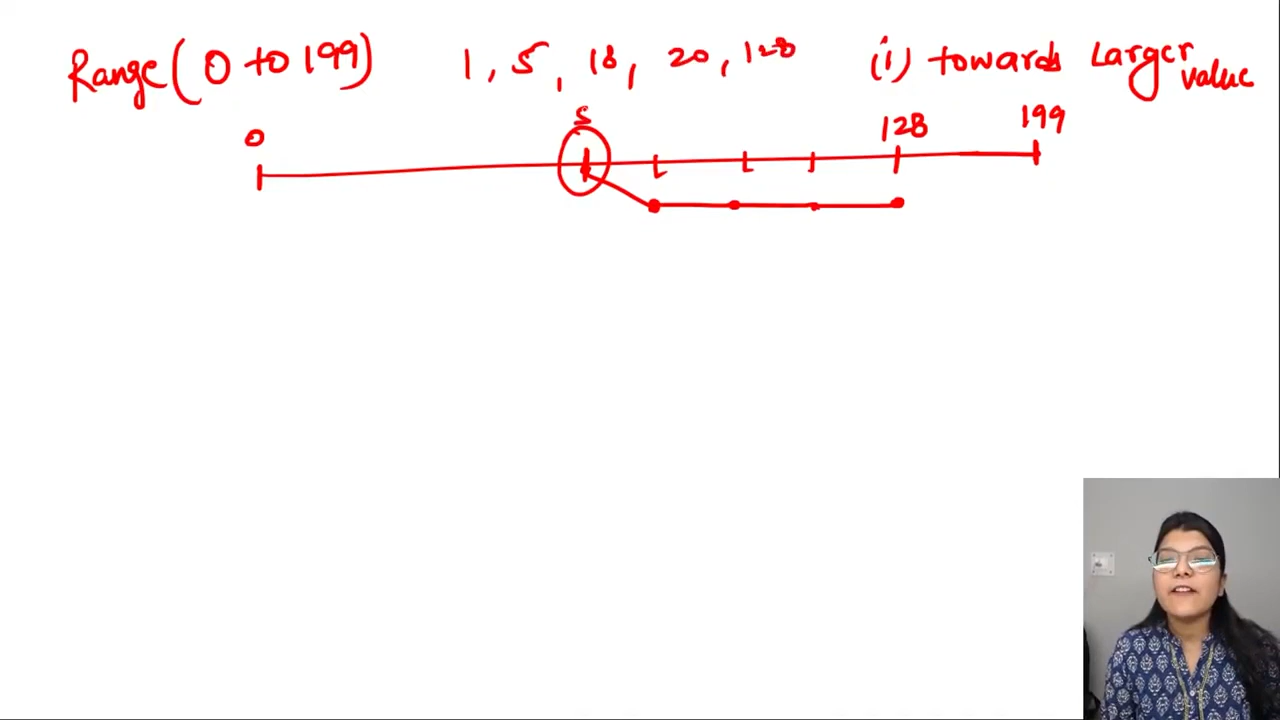 Range ( 0 to 199 ) 1 , 5 , 18 , 20 , 128 (i) towards Larger value
0 5 128 199